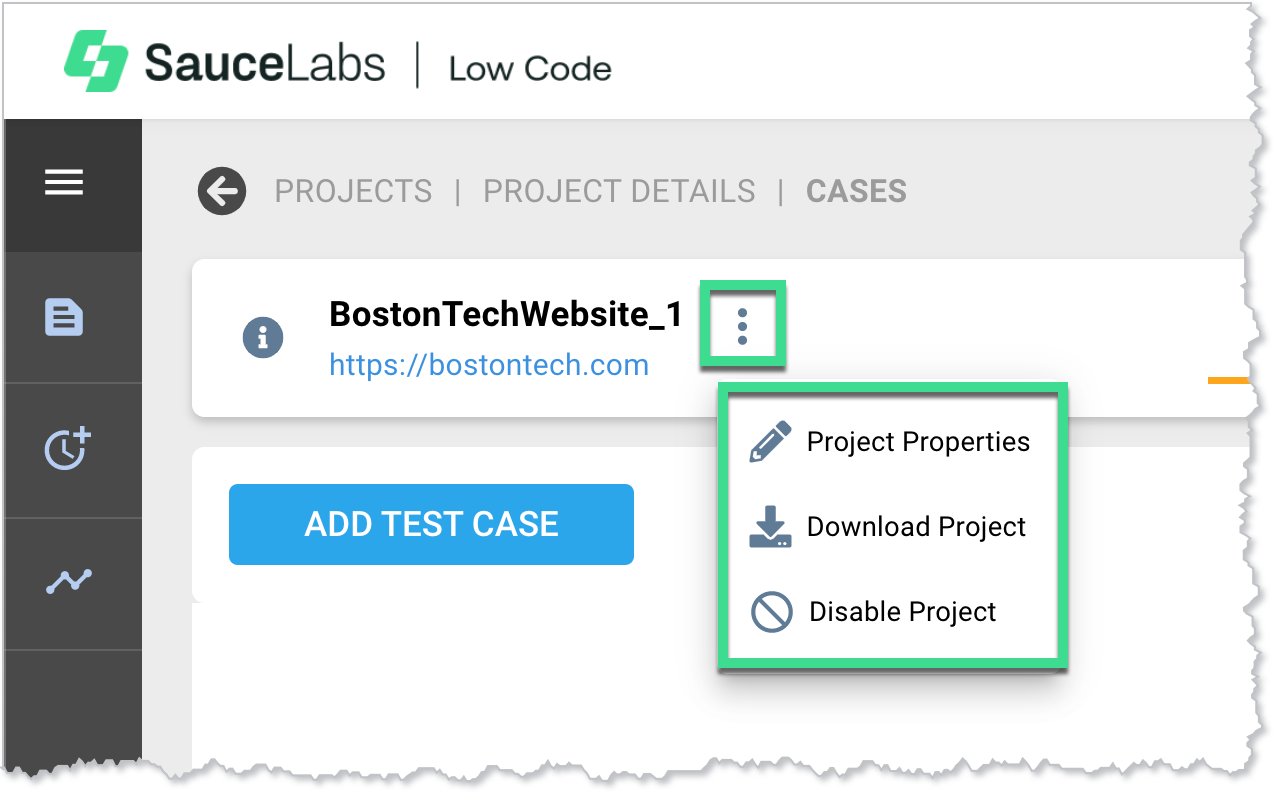 SauceLabs | Low Code
PROJECTS | PROJECT DETAILS | CASES
BostonTechWebsite_1
https://bostontech.com
Project Properties
ADD TEST CASE
Download Project
Disable Project